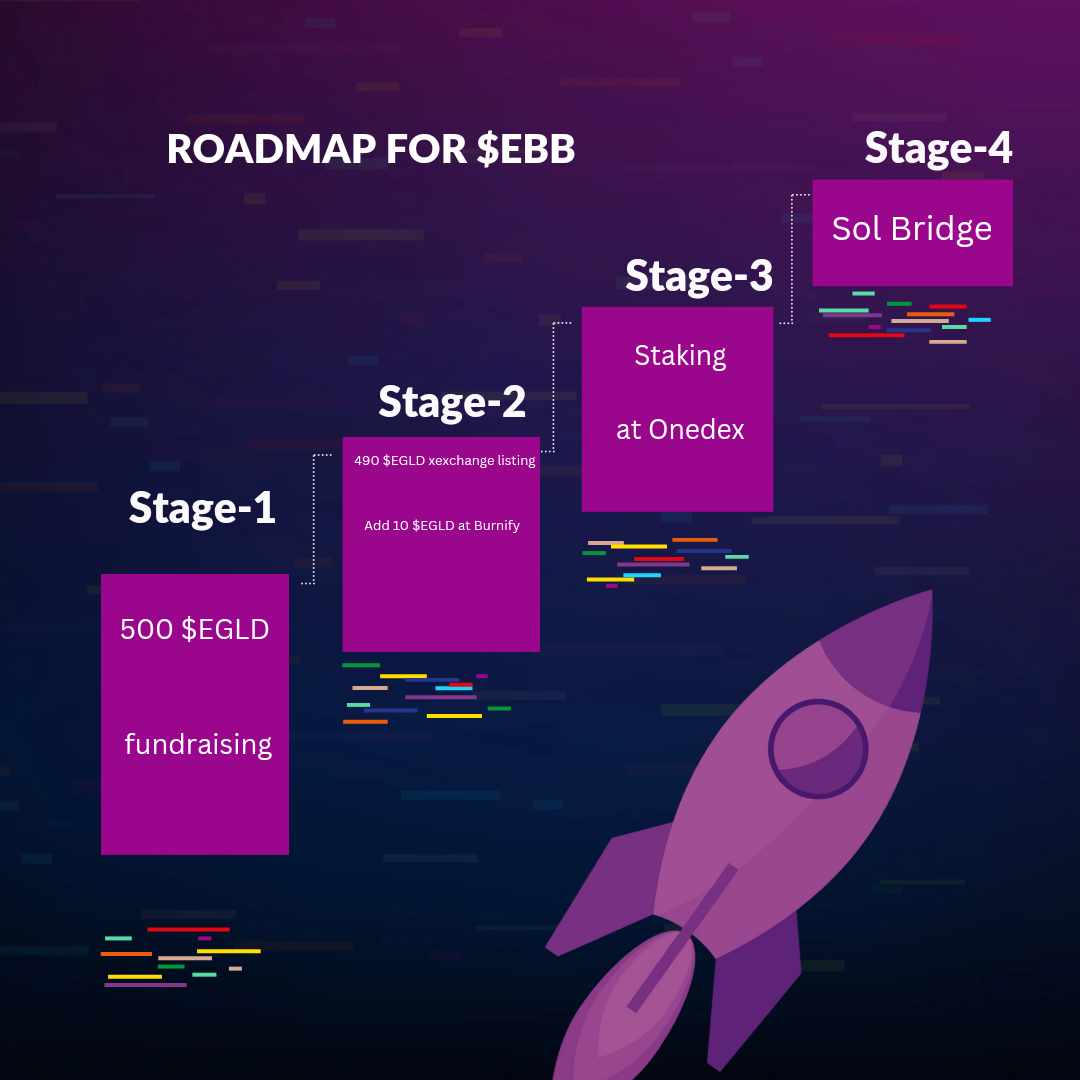 ROADMAP FOR $EBB
Stage-1
500 $EGLD
fundraising
Stage-2
490 $EGLD xexchange listing
Add 10 $EGLD at Burnify
Stage-3
Staking
at Onedex
Stage-4
Sol Bridge